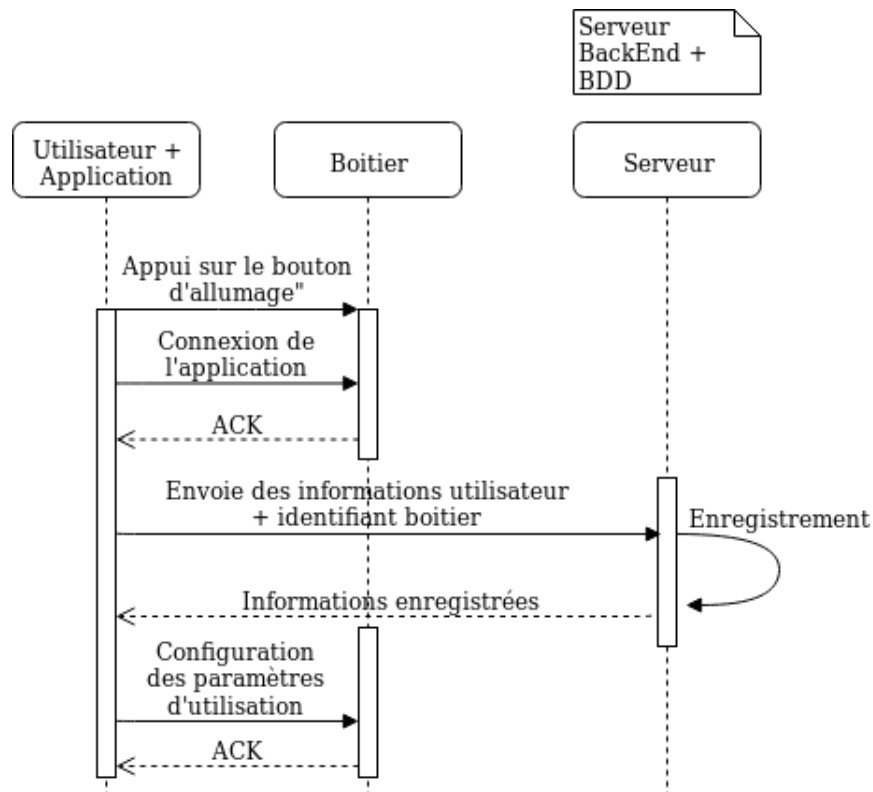 Serveur
BackEnd +
BDD
Utilisateur +
Application
Boitier
Serveur
Appui sur le bouton
d'allumage"
Connexion de
l'application
ACK
Envoie des informations utilisateur
+ identifiant boitier
Enregistrement
Informations enregistrées
Configuration
des paramètres
d'utilisation
ACK